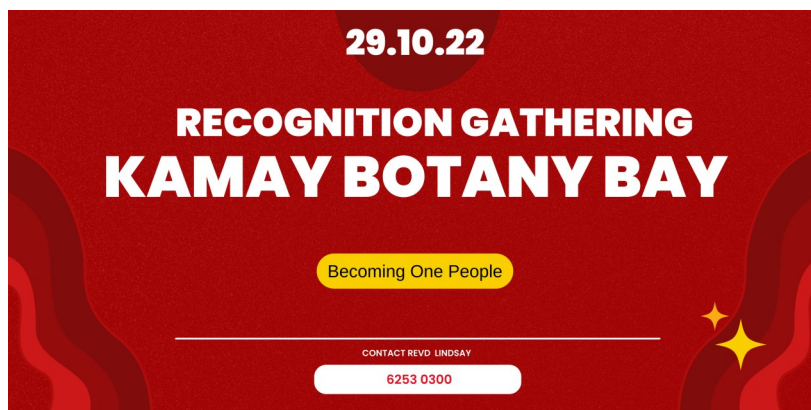 29.10.22
RECOGNITION GATHERING
KAMAY BOTANY BAY
Becoming One People
CONTACT REVD LINDSAY
6253 0300